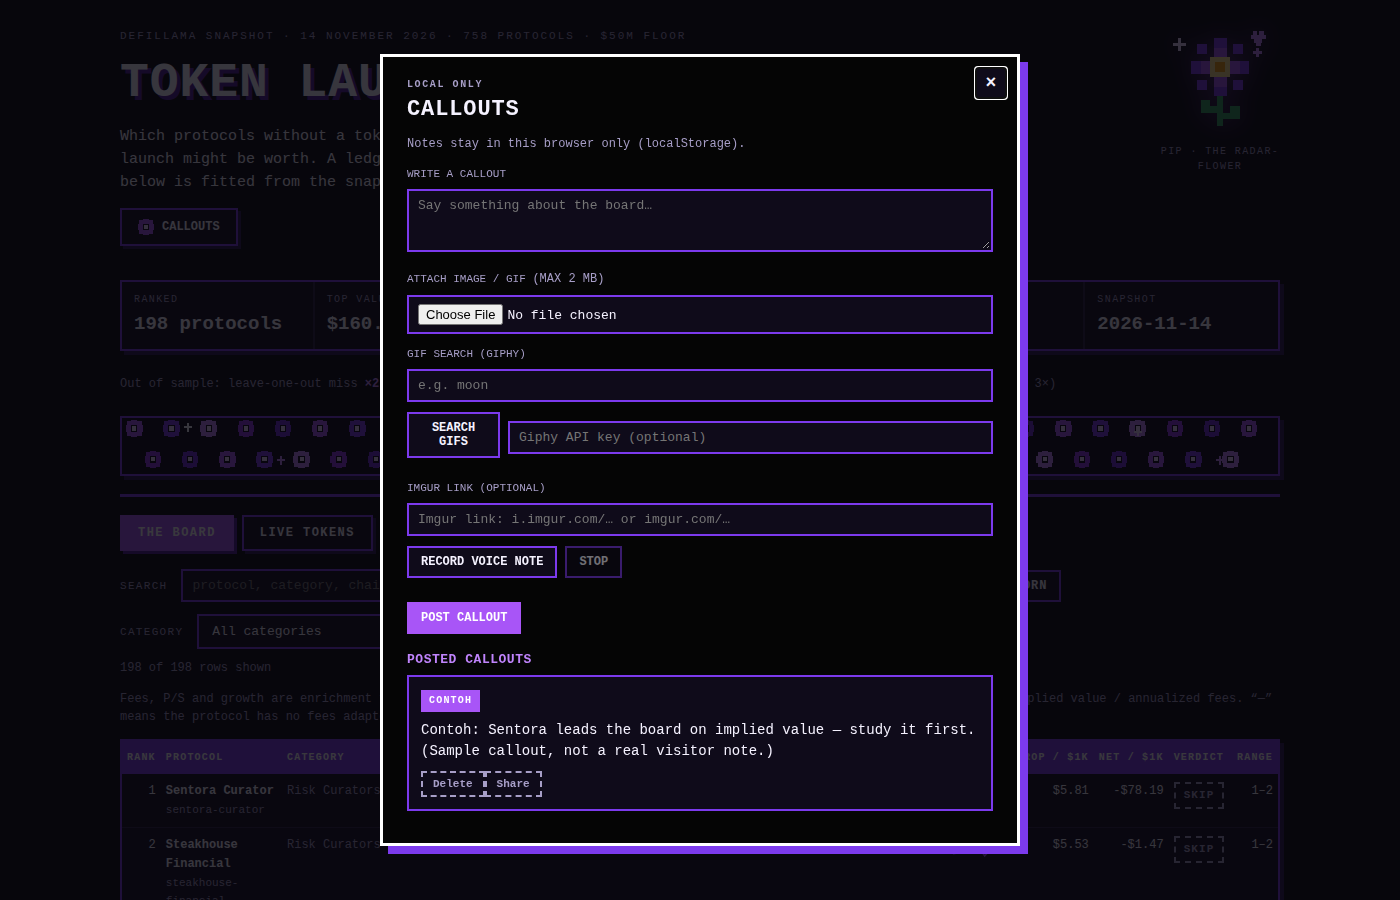 DEFILLAMA SNAPSHOT · 14 NOVEMBER 2026 · 758 PROTOCOLS · $50M FLOOR
TOKEN LAU
Which protocols without a tok
launch might be worth. A ledg
below is fitted from the snap
PIP · THE RADAR-
FLOWER
CALLOUTS
RANKED
198 protocols
TOP VAL
$160.
SNAPSHOT
2026-11-14
Out of sample: leave-one-out miss ×2
3×)
THE BOARD
LIVE TOKENS
SEARCH
protocol, category, chai
ORN
CATEGORY
All categories
198 of 198 rows shown
Fees, P/S and growth are enrichment
plied value / annualized fees. “—”
means the protocol has no fees adapt
RANK PROTOCOL CATEGORY
OP / $1K NET / $1K VERDICT RANGE
1 Sentora Curator Risk Curators $5.81 -$78.19 SKIP 1–2
sentora-curator
2 Steakhouse Risk Curators $5.53 -$1.47 SKIP 1–2
Financial
steakhouse-
LOCAL ONLY
CALLOUTS
×
Notes stay in this browser only (localStorage).
WRITE A CALLOUT
Say something about the board…
ATTACH IMAGE / GIF (MAX 2 MB)
Choose File No file chosen
GIF SEARCH (GIPHY)
e.g. moon
SEARCH
GIFS
Giphy API key (optional)
IMGUR LINK (OPTIONAL)
Imgur link: i.imgur.com/… or imgur.com/…
RECORD VOICE NOTE
STOP
POST CALLOUT
POSTED CALLOUTS
CONTOH
Contoh: Sentora leads the board on implied value — study it first.
(Sample callout, not a real visitor note.)
Delete
Share